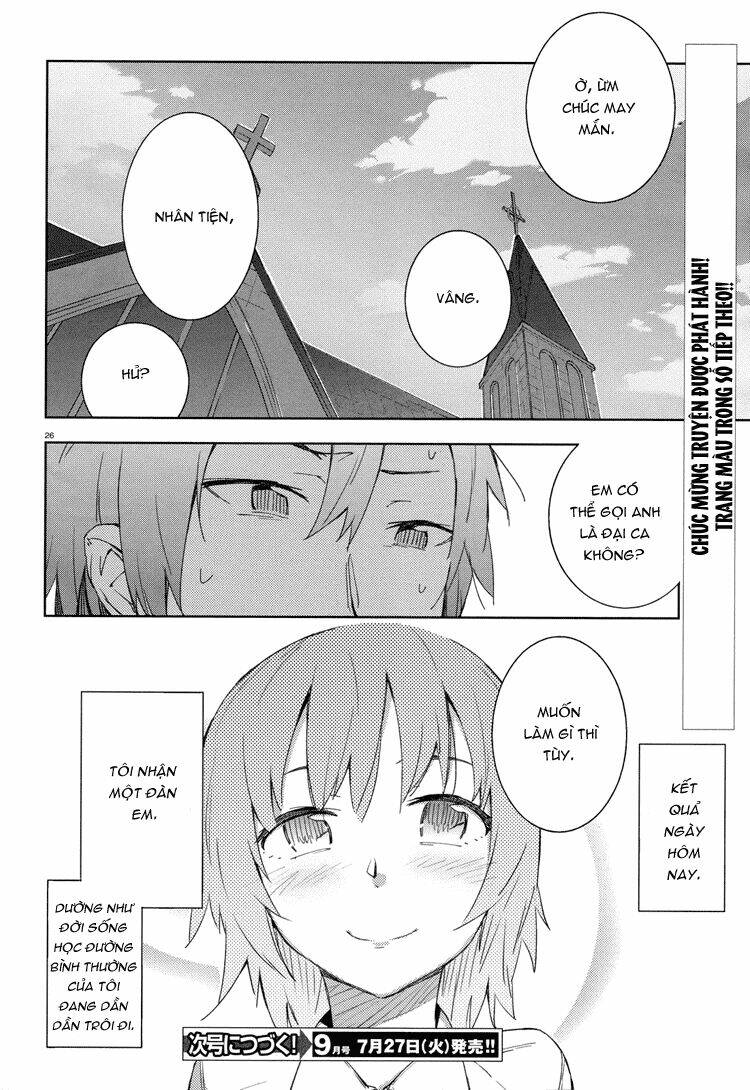 Ờ, ỪM
CHÚC MAY
MẮN.
VÂNG.
NHÂN TIỆN,
HỬ?
CHÚC MỪNG TRUYỆN ĐƯỢC PHÁT HÀNH!
TRANG MÀU TRONG SỐ TIẾP THEO!!
26
EM CÓ
THỂ GỌI ANH
LÀ ĐẠI CA
KHÔNG?
MUỐN
LÀM GÌ THÌ
TÙY.
KẾT
QUẢ
NGÀY
HÔM
NAY.
TÔI NHẬN
MỘT ĐÀN
EM.
DƯỜNG NHƯ
ĐỜI SỐNG
HỌC ĐƯỜNG
BÌNH THƯỜNG
CỦA TÔI
ĐANG DẦN
DẦN TRÔI ĐI.
次号につづく! 9月号 7月27日(火)発売!!